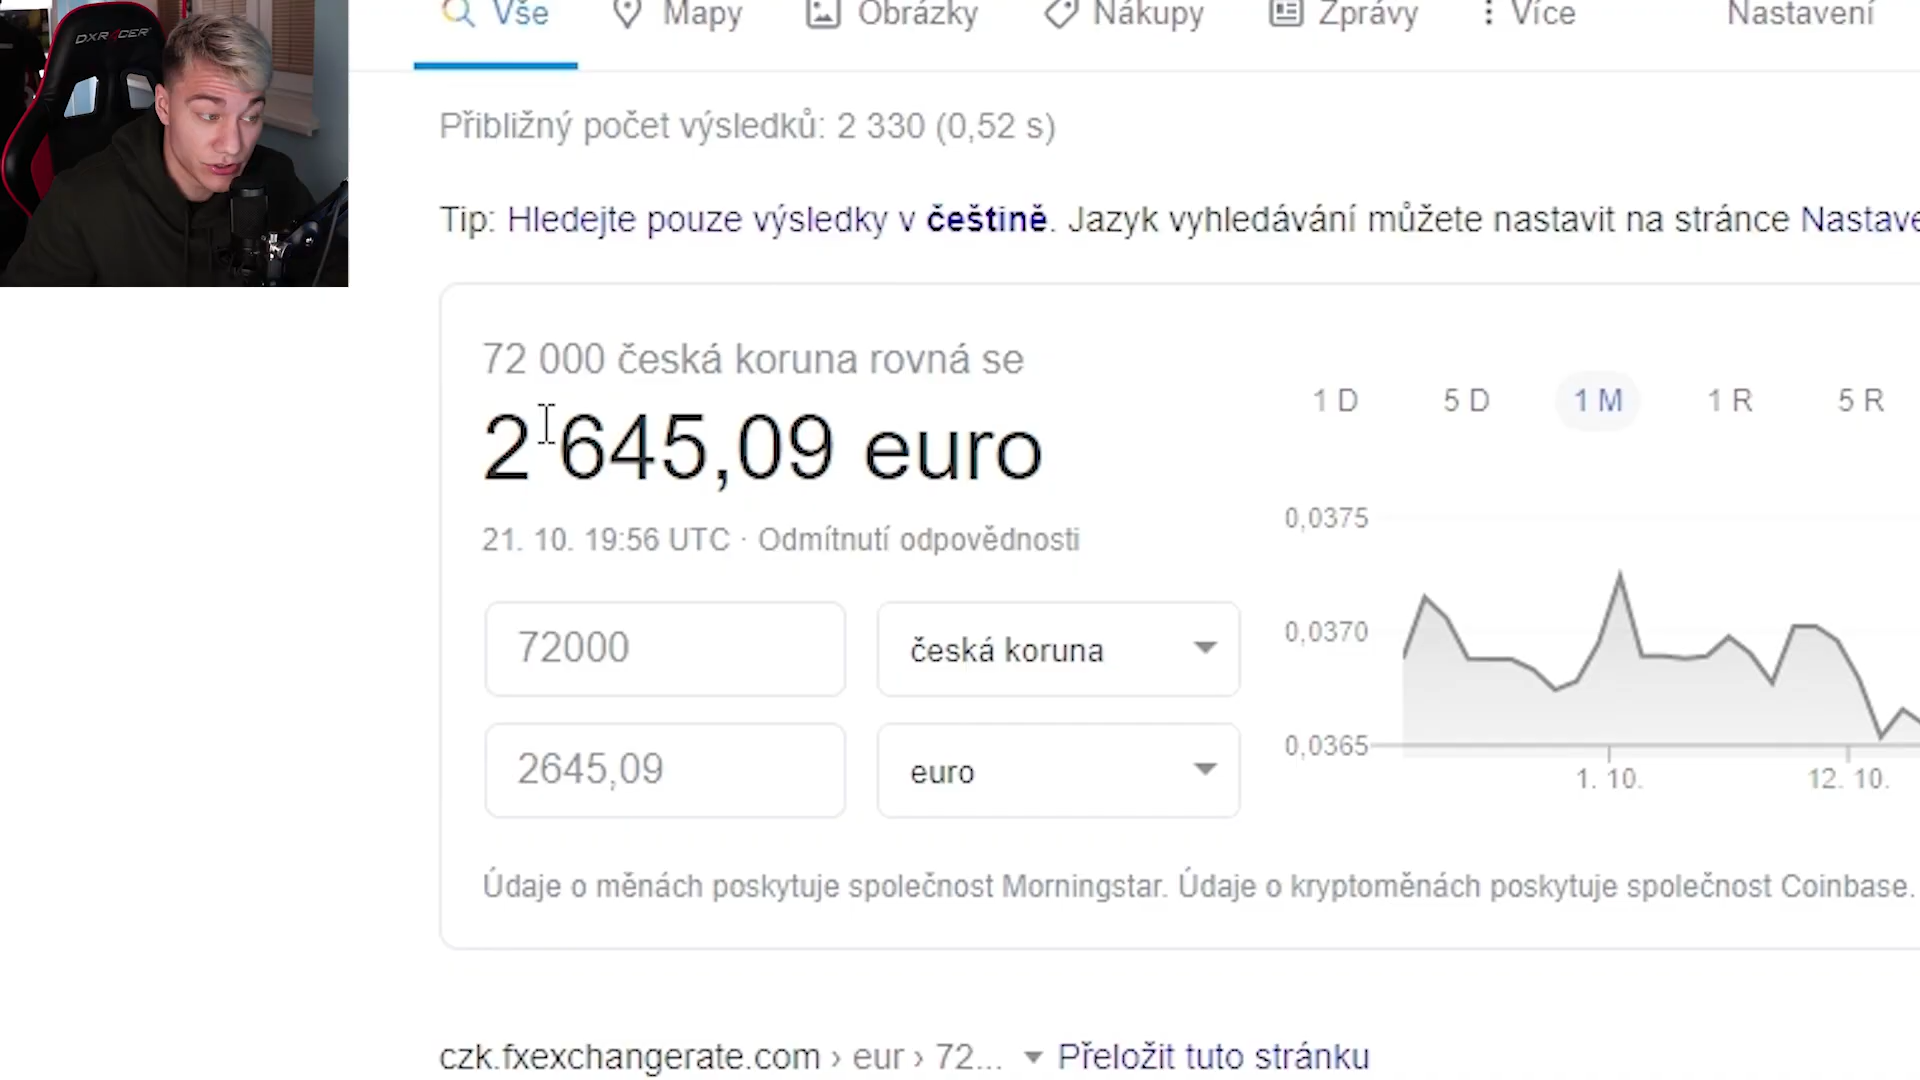 DXRACER
Vše Mapy Obrázky Nákupy Zprávy Více Nastavení
Přibližný počet výsledků: 2 330 (0,52 s)
Tip: Hledejte pouze výsledky v češtině. Jazyk vyhledávání můžete nastavit na stránce Nastave
72 000 česká koruna rovná se
2 645,09 euro
21. 10. 19:56 UTC · Odmítnutí odpovědnosti
72000 česká koruna
2645,09 euro
1 D 5 D 1 M 1 R 5 R
0,0375
0,0370
0,0365
1. 10. 12. 10.
Údaje o měnách poskytuje společnost Morningstar. Údaje o kryptoměnách poskytuje společnost Coinbase.
czk.fxexchangerate.com › eur › 72... Přeložit tuto stránku